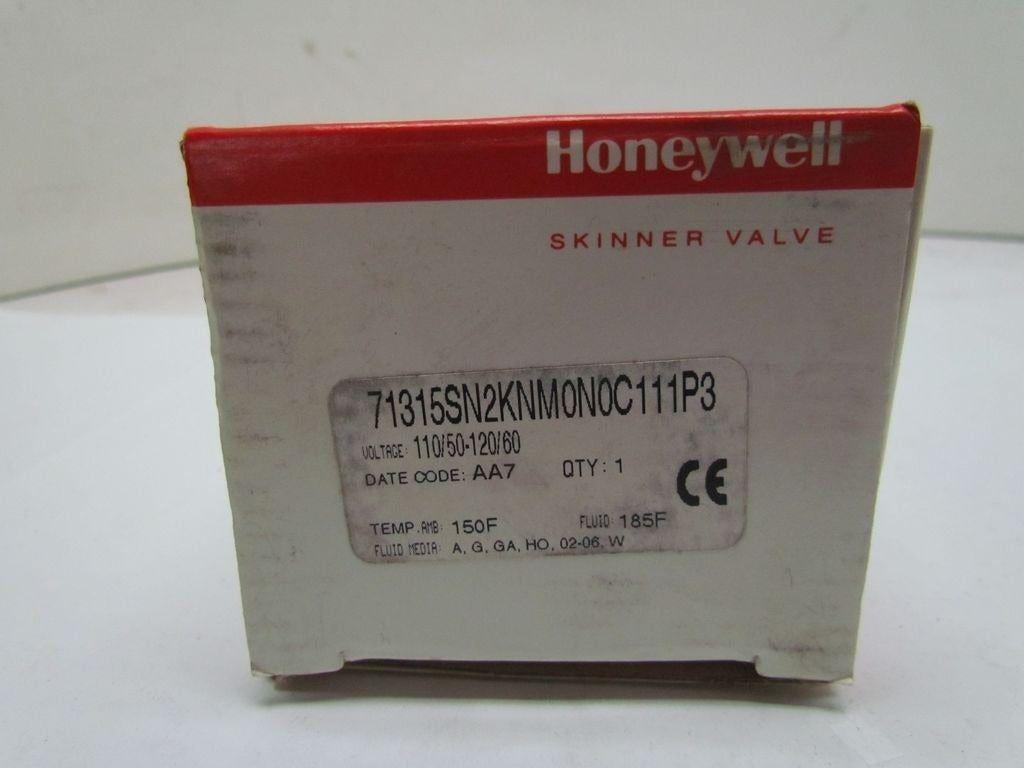 Honeywell
SKINNER VALVE
71315SN2KNM0N0C111P3
VOLTAGE: 110/50-120/60
DATE CODE: AA7 QTY: 1
CE
TEMP.AMB: 150F FLUID: 185F
FLUID MEDIA: A, G, GA, HO, 02-06, W